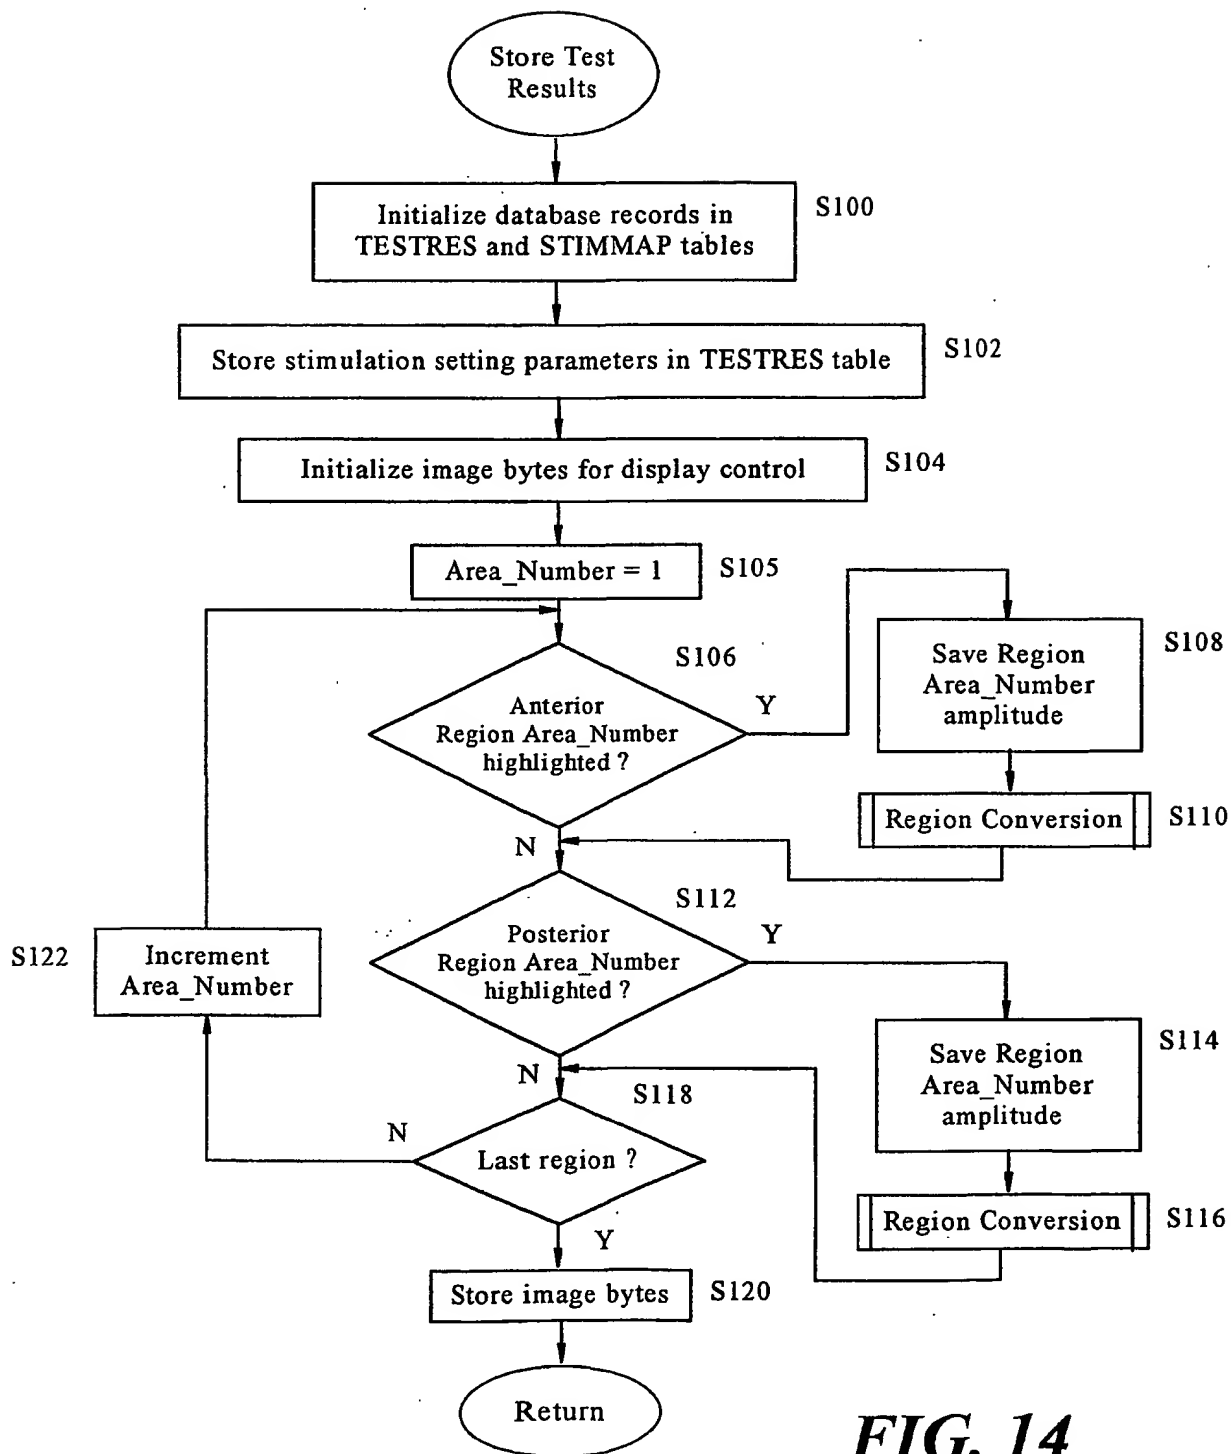 Store Test
Results
Initialize database records in
TESTRES and STIMMAP tables
S100
Store stimulation setting parameters in TESTRES table
S102
Initialize image bytes for display control
S104
Area_Number = 1
S105
S106
Anterior
Region Area_Number
highlighted ?
Y
N
Save Region
Area_Number
amplitude
S108
Region Conversion
S110
S112
Posterior
Region Area_Number
highlighted ?
Y
N
S122
Increment
Area_Number
Save Region
Area_Number
amplitude
S114
S118
Last region ?
N
Y
Region Conversion
S116
Store image bytes
S120
Return
FIG. 14